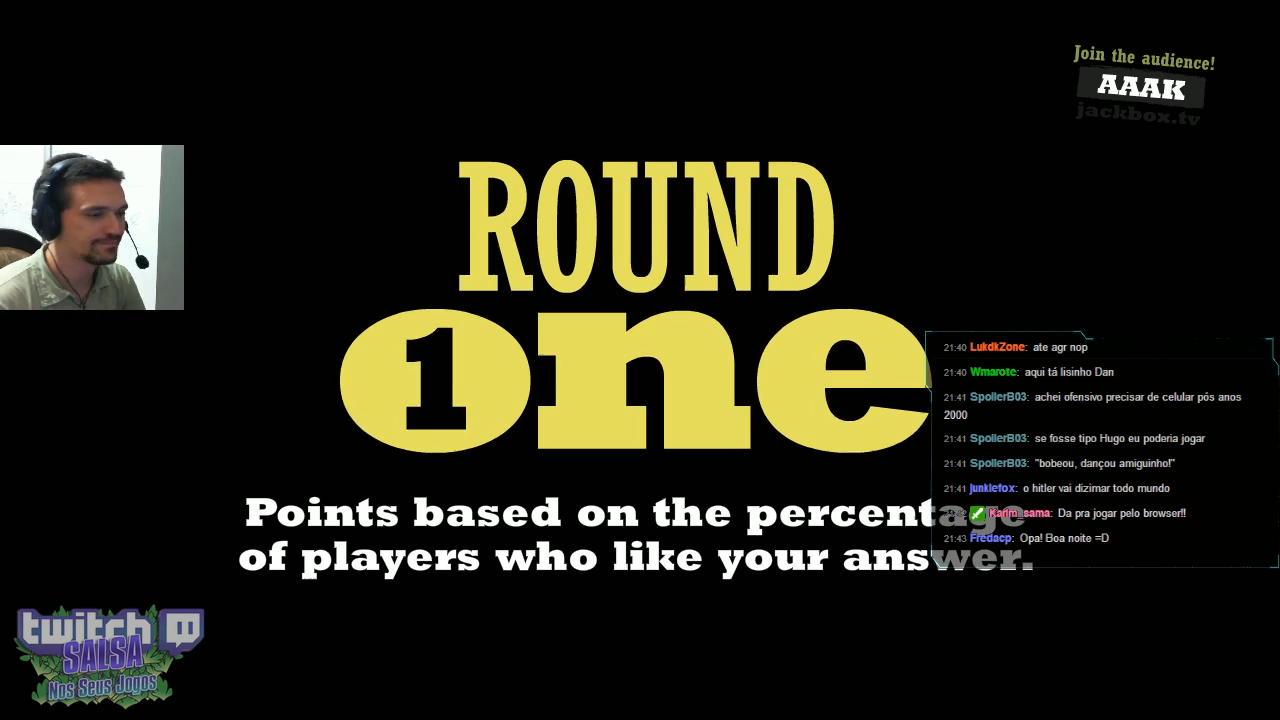 Join the audience!
AAAK
jackbox.tv
ROUND
1
One
Points based on the percentage
of players who like your answer.
21:40 LukdkZone: ate agr nop
21:40 Wmarote: aqui tá lisinho Dan
21:41 SpollerB03: achei ofensivo precisar de celular pós anos
2000
21:41 SpollerB03: se fosse tipo Hugo eu poderia jogar
21:41 SpollerB03: "bobeou, dançou amiguinho!"
21:41 junklefox: o hitler vai dizimar todo mundo
Karim_sama: Da pra jogar pelo browser!!
21:43 Fredacp: Opa! Boa noite =D
twitch
SALSA
Nos Seus Jogos